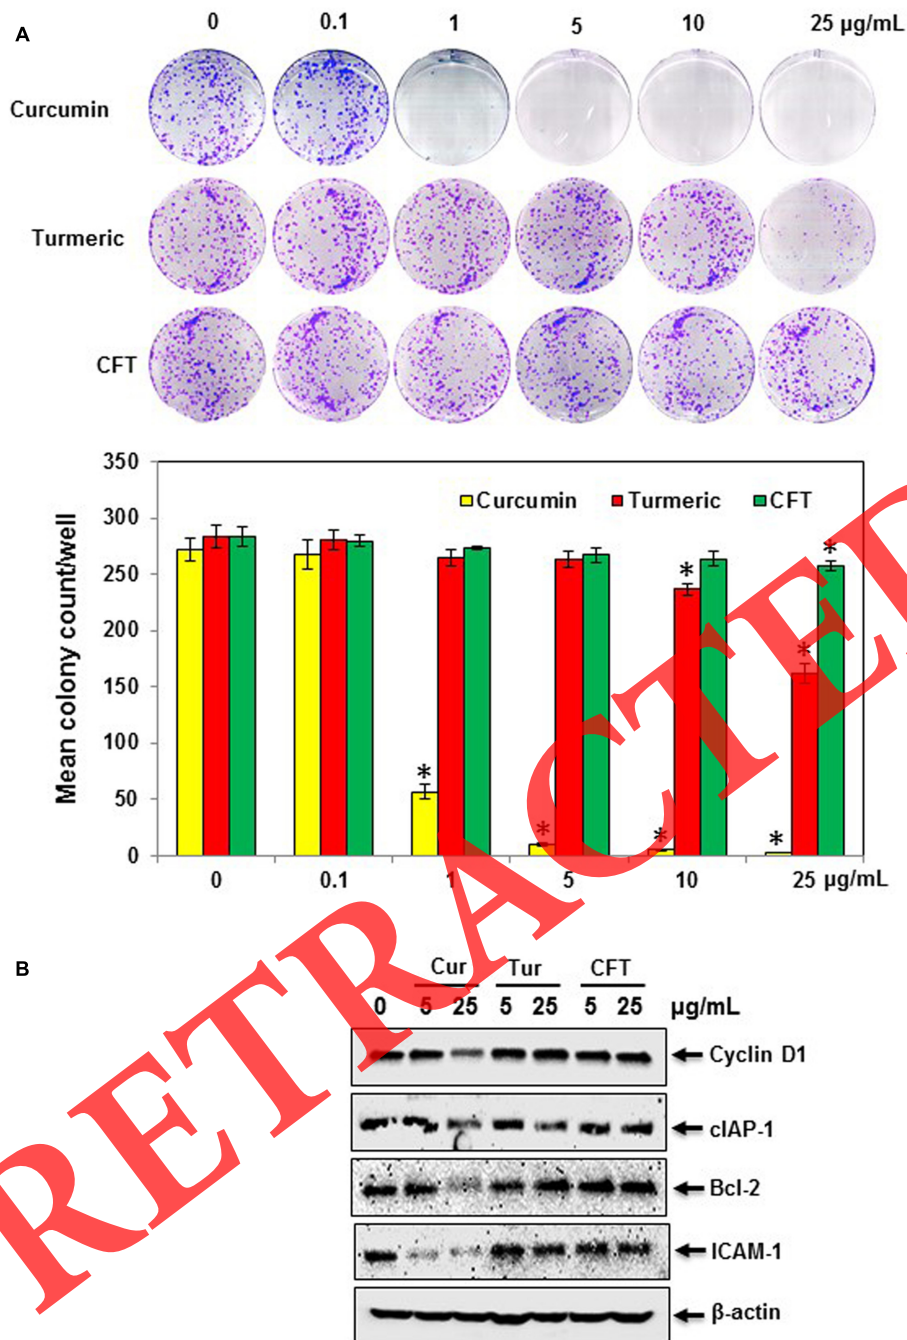 A
0 0.1 1 5 10 25 µg/mL
Curcumin
Turmeric
CFT
350
300
250
200
150
100
50
0
Mean colony count/well
Curcumin Turmeric CFT
* * * * * * *
0 0.1 1 5 10 25 µg/mL
RETRACTED
B
Cur Tur CFT
0 5 25 5 25 5 25 µg/mL
Cyclin D1
cIAP-1
Bcl-2
ICAM-1
β-actin